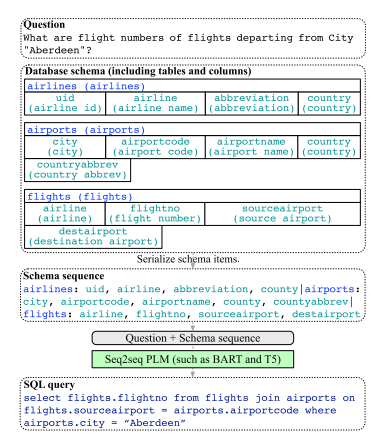 Question
What are flight numbers of flights departing from City
"Aberdeen"?
Database schema (including tables and columns)
airlines (airlines)
uid airline abbreviation country
(airline id) (airline name) (abbreviation) (country)
airports (airports)
city airportcode airportname country
(city) (airport code) (airport name) (country)
countryabbrev
(country abbrev)
flights (flights)
airline flightno sourceairport
(airline) (flight number) (source airport)
destairport
(destination airport)
Serialize schema items.
Schema sequence
airlines: uid, airline, abbreviation, county|airports:
city, airportcode, airportname, county, countyabbrev|
flights: airline, flightno, sourceairport, destairport
Question + Schema sequence
Seq2seq PLM (such as BART and T5)
SQL query
select flights.flightno from flights join airports on
flights.sourceairport = airports.airportcode where
airports.city = “Aberdeen”